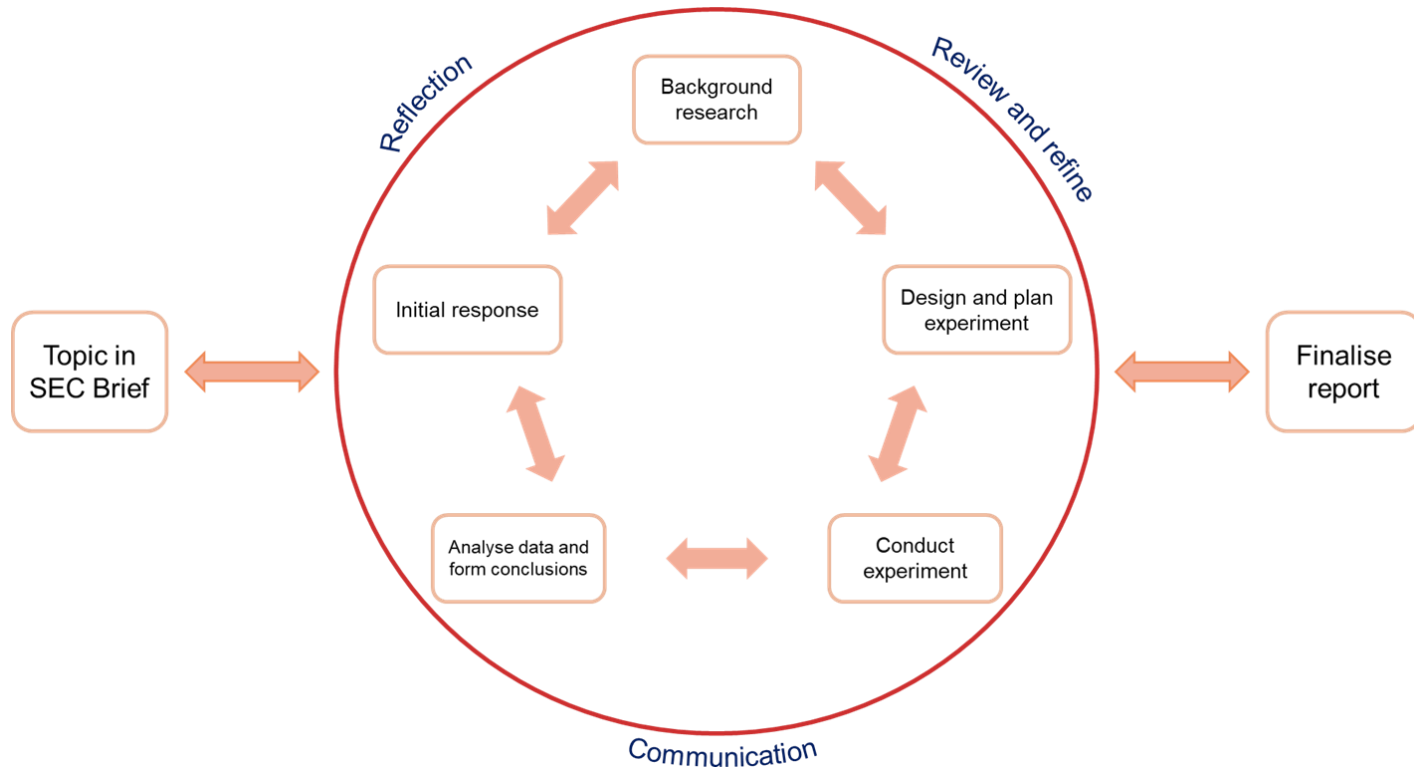 Reflection
Review and refine
Background
research
Initial response
Design and plan
experiment
Topic in
SEC Brief
Finalise
report
Analyse data and
form conclusions
Conduct
experiment
Communication